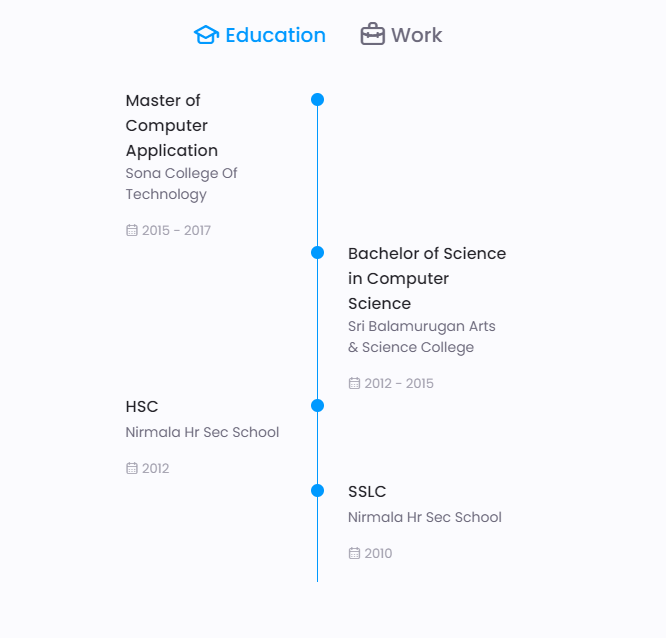 Education
Work
Master of
Computer
Application
Sona College Of
Technology
2015 - 2017
Bachelor of Science
in Computer
Science
Sri Balamurugan Arts
& Science College
2012 - 2015
HSC
Nirmala Hr Sec School
2012
SSLC
Nirmala Hr Sec School
2010